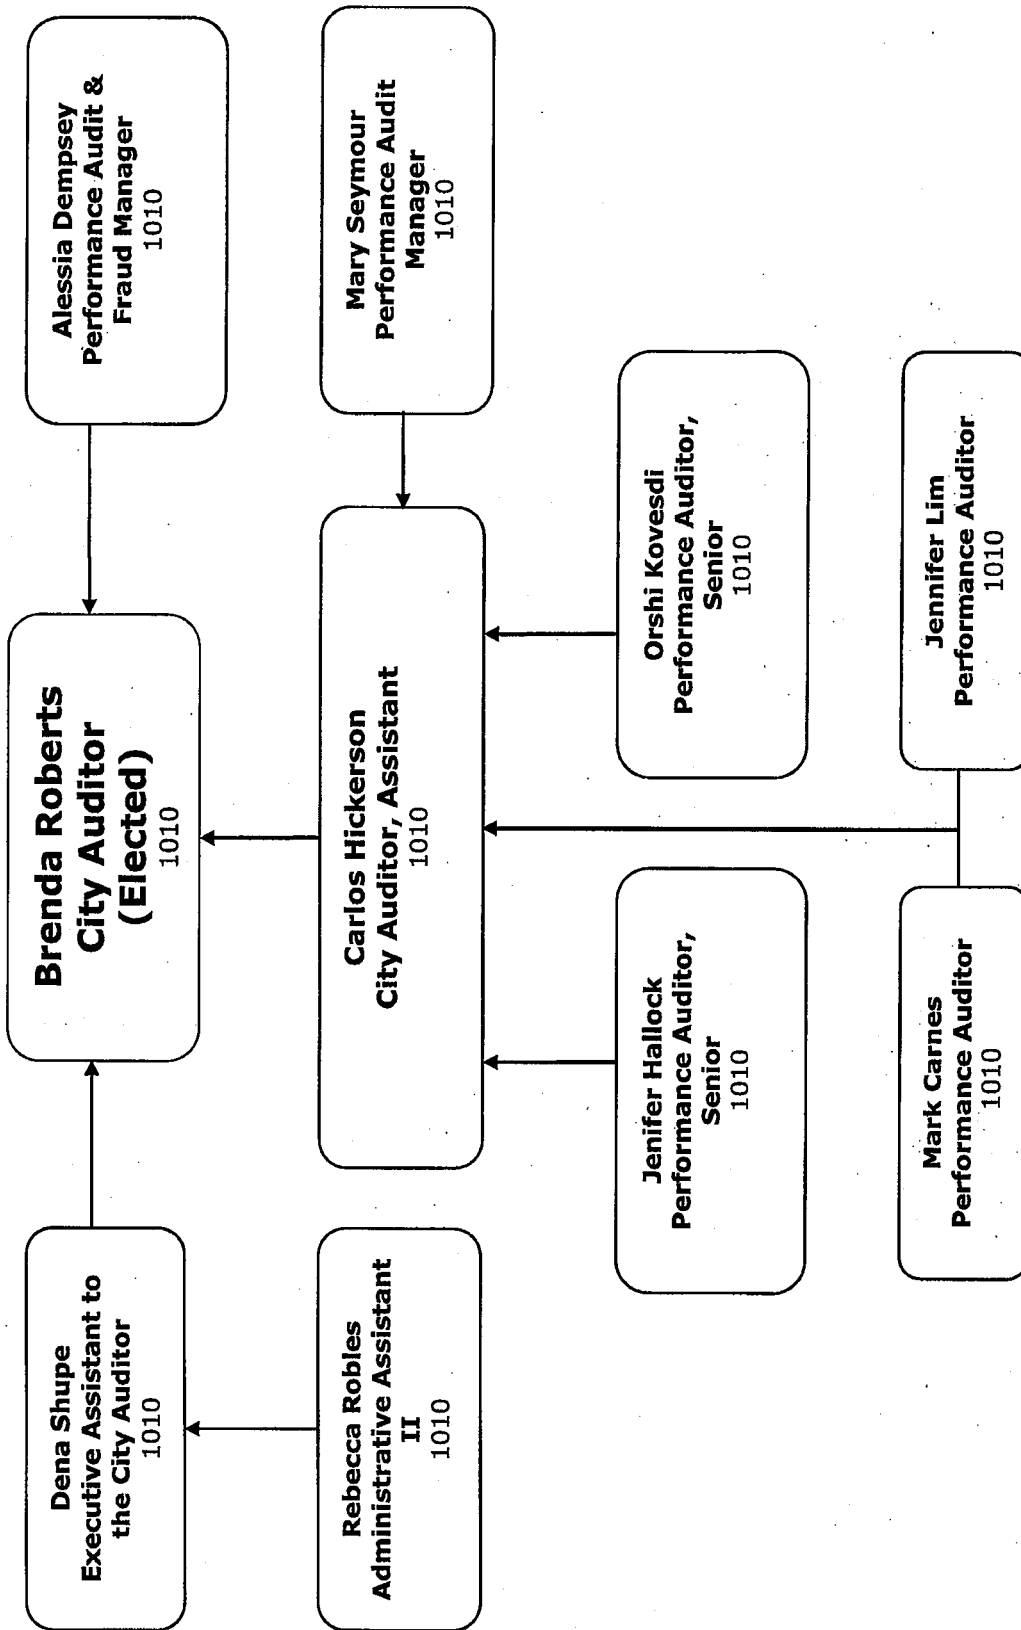 Brenda Roberts
City Auditor
(Elected)
1010
Dena Shupe
Executive Assistant to
the City Auditor
1010
Alessia Dempsey
Performance Audit &
Fraud Manager
1010
Rebecca Robles
Administrative Assistant
II
1010
Carlos Hickerson
City Auditor, Assistant
1010
Mary Seymour
Performance Audit
Manager
1010
Jenifer Hallock
Performance Auditor,
Senior
1010
Orshi Kovesdi
Performance Auditor,
Senior
1010
Mark Carnes
Performance Auditor
1010
Jennifer Lim
Performance Auditor
1010